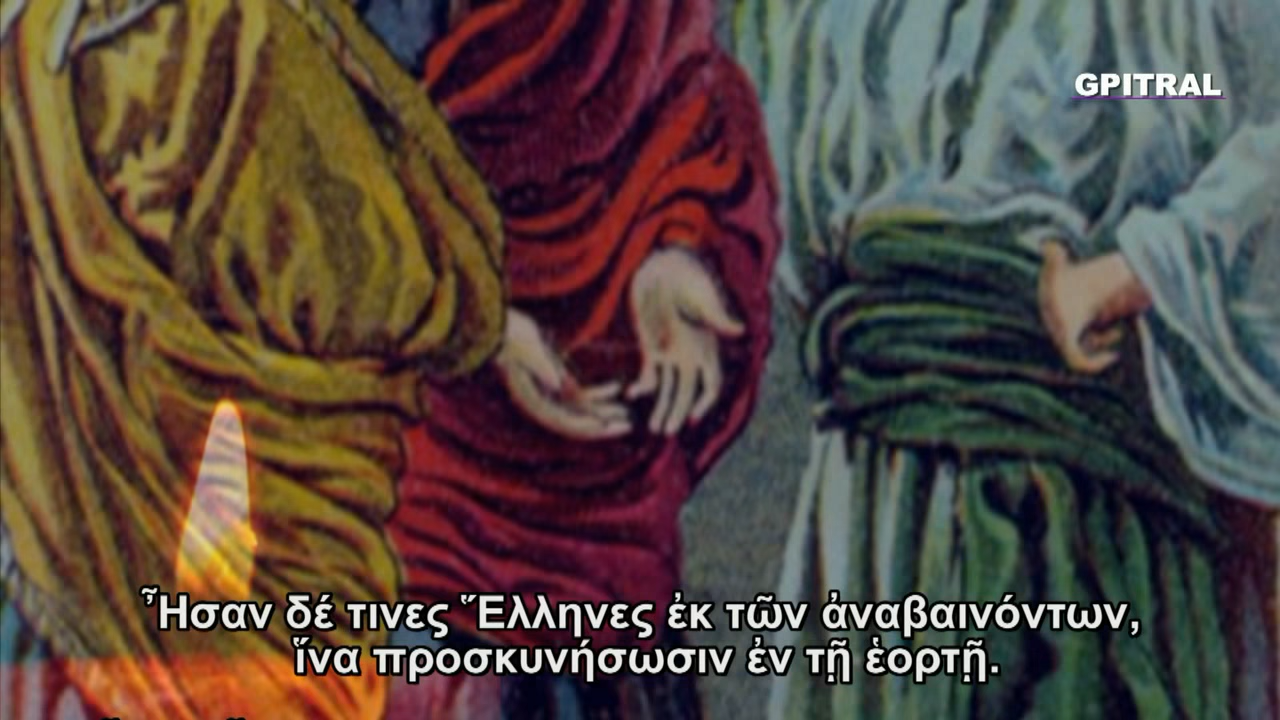 GPITRAL
Ἦσαν δέ τινες Ἕλληνες ἐκ τῶν ἀναβαινόντων,
ἵνα προσκυνήσωσιν ἐν τῇ ἑορτῇ.